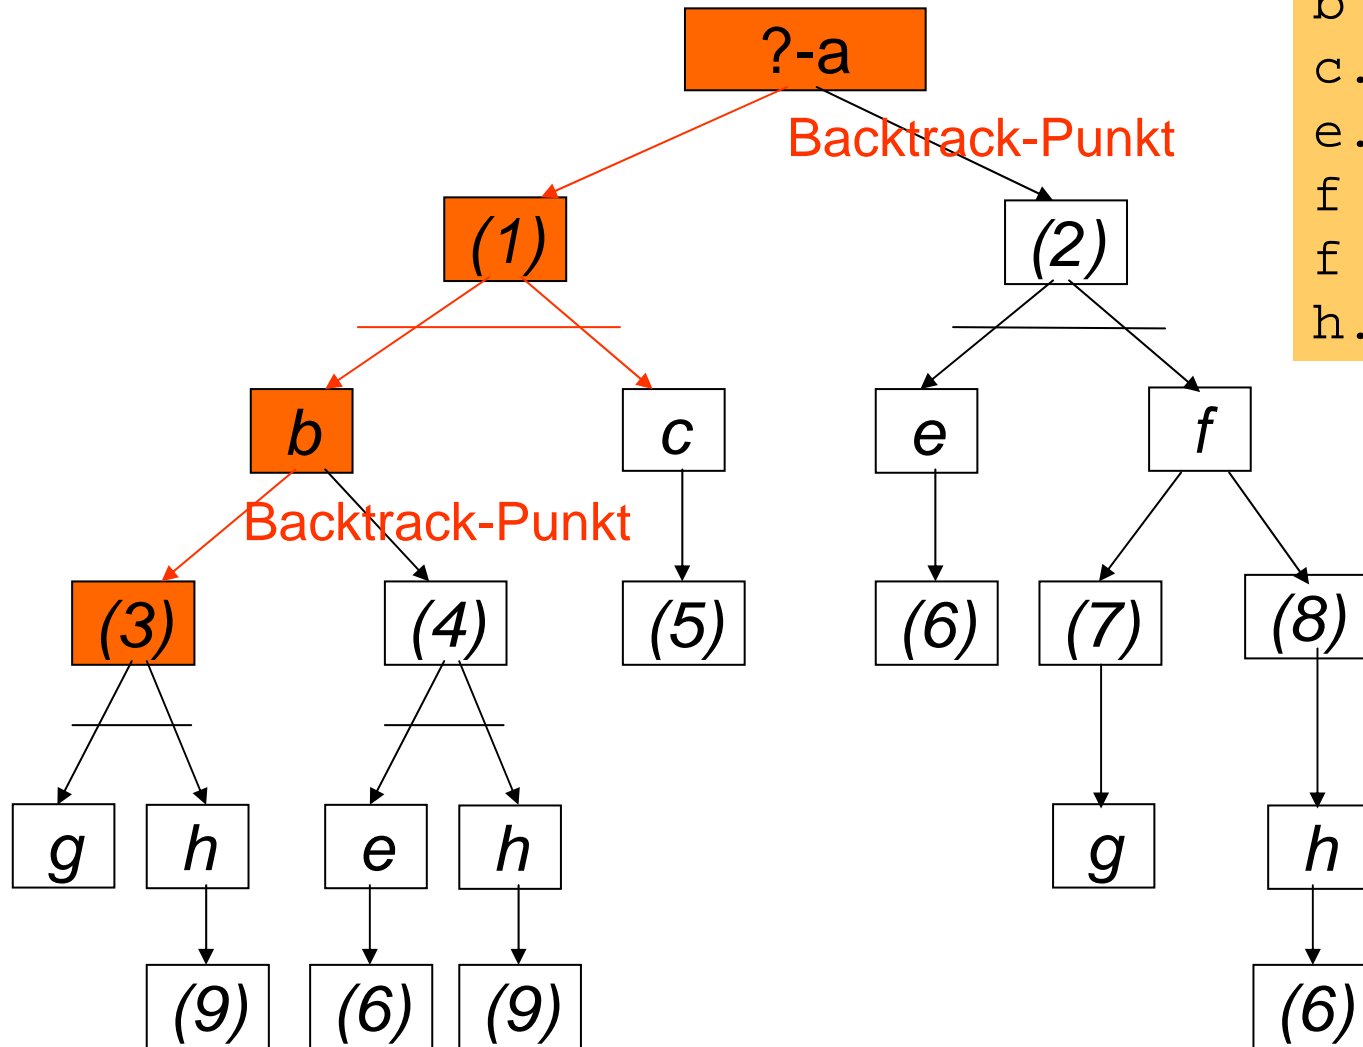 ?-a
b
c.
e.
f
f
h.
Backtrack-Punkt
(1)
(2)
b
c
e
f
Backtrack-Punkt
(3)
(4)
(5)
(6)
(7)
(8)
g
h
e
h
g
h
(9)
(6)
(9)
(6)